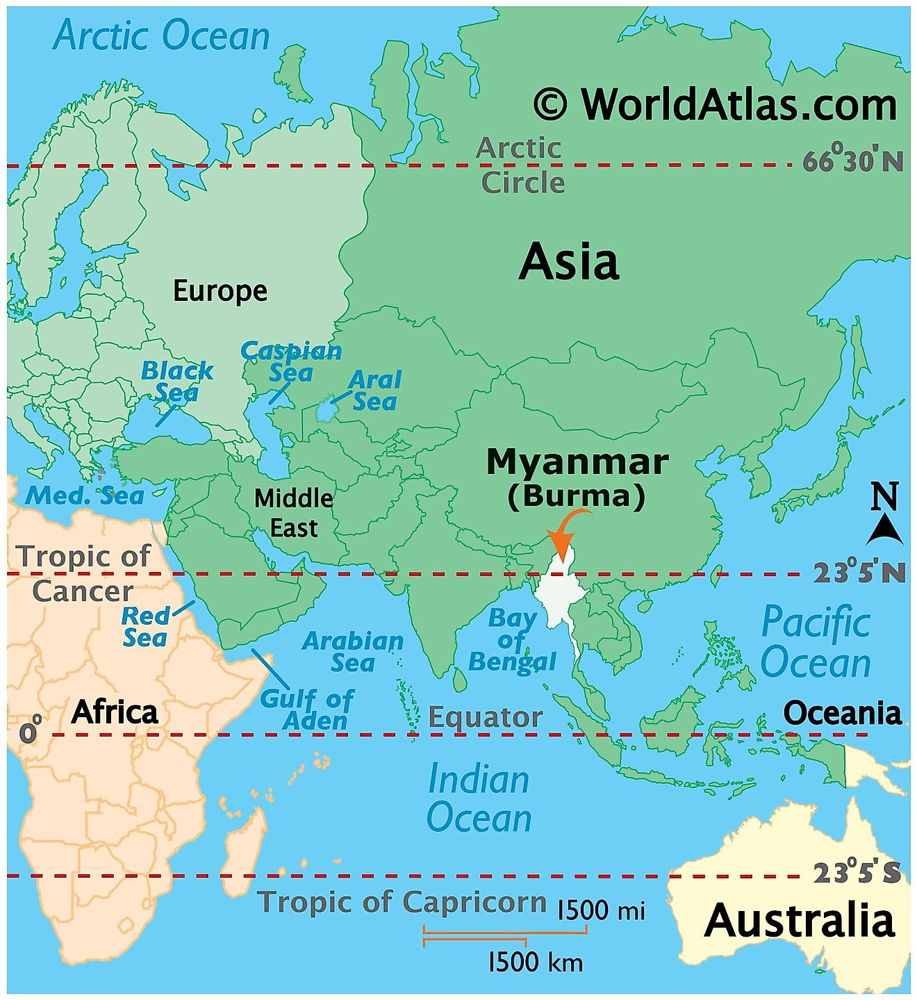 Arctic Ocean
© WorldAtlas.com
Arctic
Circle
66°30'N
Asia
Europe
Caspian
Sea
Black
Sea
Aral
Sea
Myanmar
(Burma)
Med. Sea
Middle
East
N
Tropic of
Cancer
23°5'N
Red
Sea
Arabian
Sea
Bay
of
Bengal
Pacific
Ocean
Gulf of
Aden
Africa
Equator
Oceania
0°
Indian
Ocean
23°5'S
Tropic of Capricorn
1500 mi
1500 km
Australia